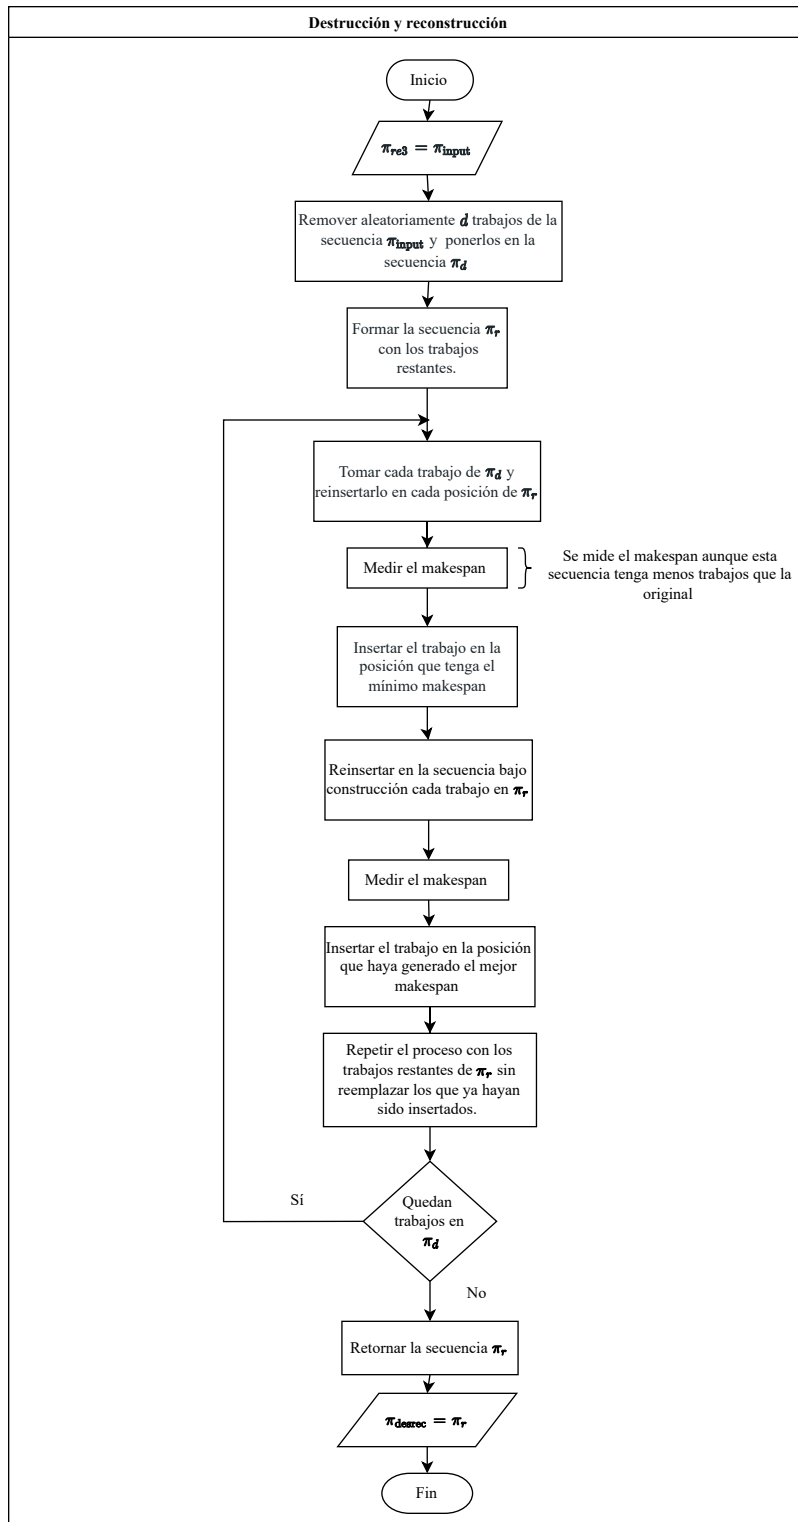 Destrucción y reconstrucción
Inicio
π_re3 = π_input
Remover aleatoriamente d trabajos de la
secuencia π_input y ponerlos en la
secuencia π_d
Formar la secuencia π_r
con los trabajos
restantes.
Tomar cada trabajo de π_d y
reinsertarlo en cada posición de π_r
Medir el makespan
Se mide el makespan aunque esta
secuencia tenga menos trabajos que la
original
Insertar el trabajo en la
posición que tenga el
mínimo makespan
Reinsertar en la secuencia bajo
construcción cada trabajo en π_r
Medir el makespan
Insertar el trabajo en la posición
que haya generado el mejor
makespan
Repetir el proceso con los
trabajos restantes de π_r sin
reemplazar los que ya hayan
sido insertados.
Sí
Quedan
trabajos en
π_d
No
Retornar la secuencia π_r
π_desrec = π_r
Fin